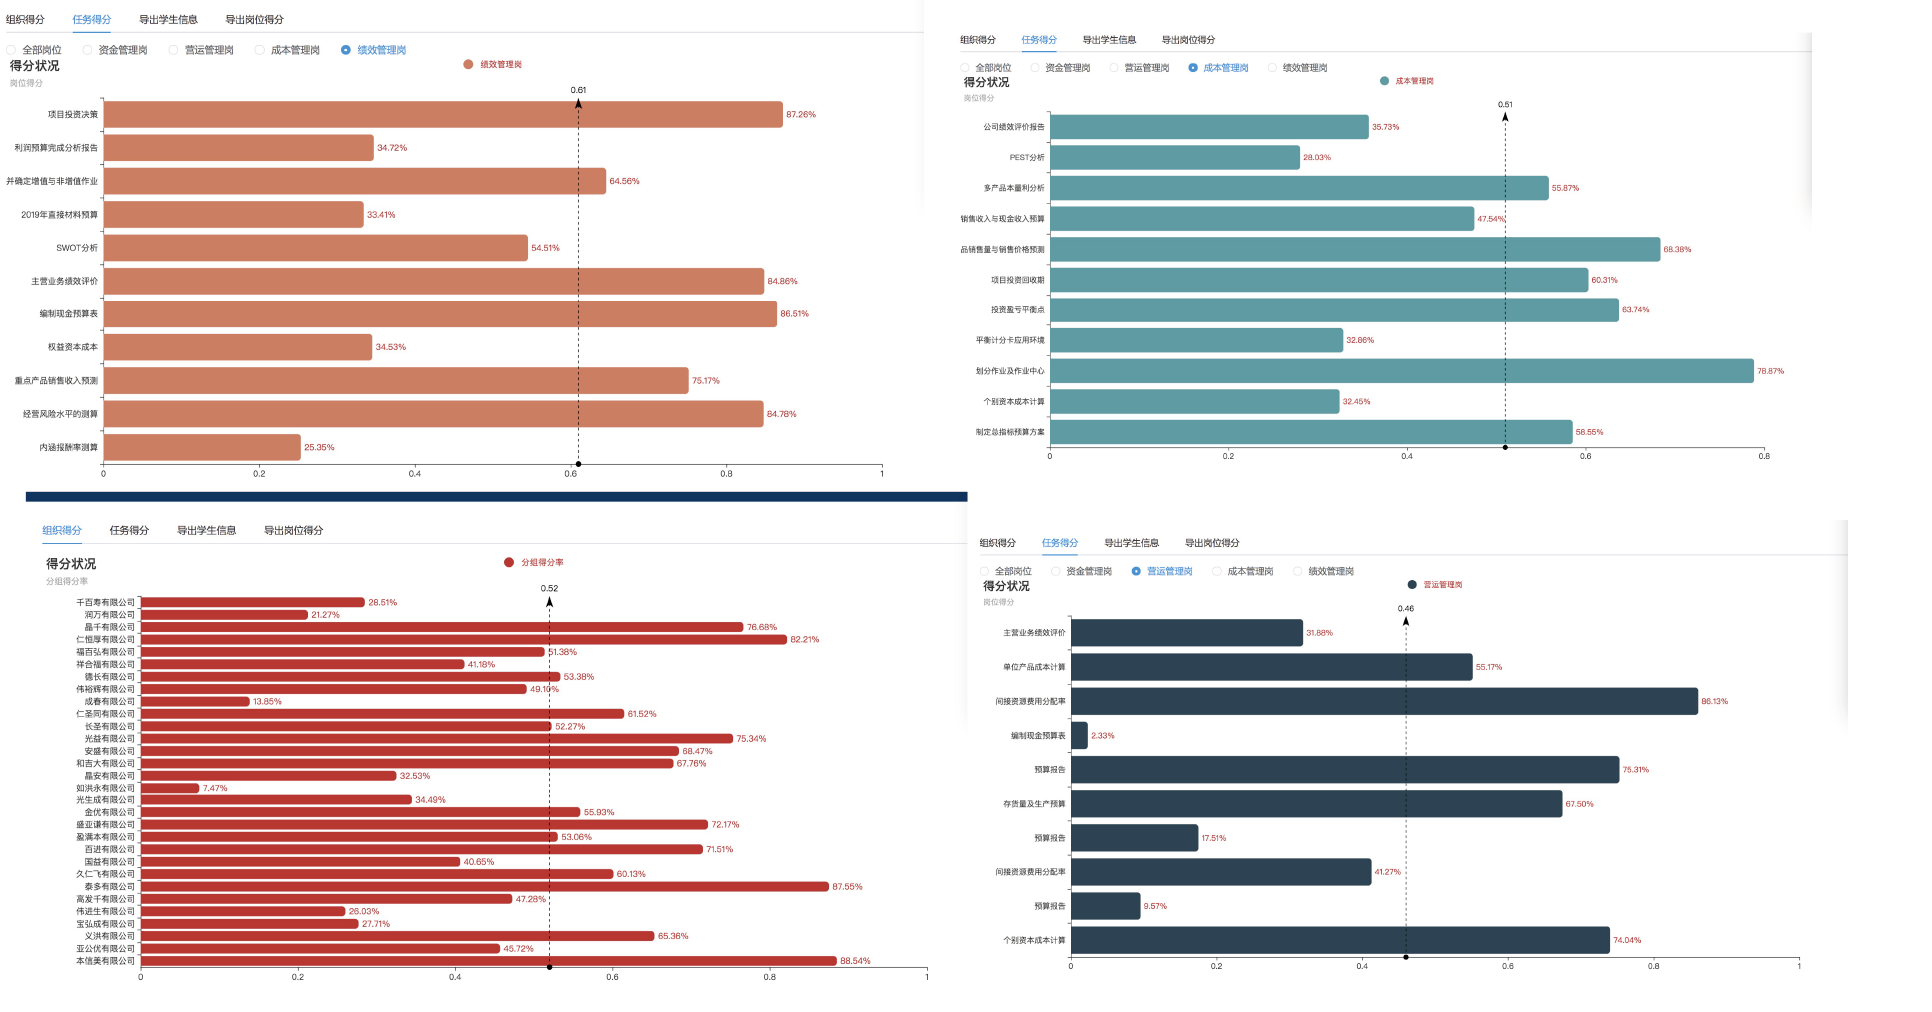 组织得分 任务得分 导出学生信息 导出岗位得分
全部岗位 资金管理岗 营运管理岗 成本管理岗 绩效管理岗
得分状况
岗位得分
绩效管理岗
0.61
项目投资决策 87.26%
利润预算完成分析报告 34.72%
并确定增值与非增值作业 64.56%
2019年直接材料预算 33.41%
SWOT分析 54.51%
主营业务绩效评价 84.86%
编制现金预算表 86.51%
权益资本成本 34.53%
重点产品销售收入预测 75.17%
经营风险水平的测算 84.78%
内涵报酬率测算 25.35%
0 0.2 0.4 0.6 0.8 1
组织得分 任务得分 导出学生信息 导出岗位得分
全部岗位 资金管理岗 营运管理岗 成本管理岗 绩效管理岗
得分状况
岗位得分
成本管理岗
0.51
公司绩效评价报告 35.73%
PEST分析 28.03%
多产品本量利分析 55.87%
销售收入与现金收入预算 47.54%
品销售量与销售价格预测 68.38%
项目投资回收期 60.31%
投资盈亏平衡点 63.74%
平衡计分卡应用环境 32.86%
划分作业及作业中心 78.87%
个别资本成本计算 32.45%
制定总指标预算方案 58.55%
0 0.2 0.4 0.6 0.8
组织得分 任务得分 导出学生信息 导出岗位得分
得分状况
分组得分率
分组得分率
0.52
千百寿有限公司 28.51%
润万有限公司 21.27%
晶千有限公司 76.68%
仁恒厚有限公司 82.21%
福百弘有限公司 51.38%
祥合福有限公司 41.18%
德长有限公司 53.38%
伟裕辉有限公司 49.10%
成春有限公司 13.85%
仁圣同有限公司 61.52%
长圣有限公司 52.27%
光益有限公司 75.34%
安盛有限公司 68.47%
和吉大有限公司 67.76%
晶安有限公司 32.53%
如洪永有限公司 7.47%
光生成有限公司 34.49%
金优有限公司 55.93%
盛亚谦有限公司 72.17%
盈满本有限公司 53.06%
百进有限公司 71.51%
国益有限公司 40.65%
久仁飞有限公司 60.13%
泰多有限公司 87.55%
高发千有限公司 47.28%
伟进生有限公司 26.03%
宝弘成有限公司 27.71%
义洪有限公司 65.36%
亚公优有限公司 45.72%
本信美有限公司 88.54%
0 0.2 0.4 0.6 0.8 1
组织得分 任务得分 导出学生信息 导出岗位得分
全部岗位 资金管理岗 营运管理岗 成本管理岗 绩效管理岗
得分状况
岗位得分
营运管理岗
0.46
主营业务绩效评价 31.88%
单位产品成本计算 55.17%
间接资源费用分配率 86.13%
编制现金预算表 2.33%
预算报告 75.31%
存货量及生产预算 67.50%
预算报告 17.51%
间接资源费用分配率 41.27%
预算报告 9.57%
个别资本成本计算 74.04%
0 0.2 0.4 0.6 0.8 1